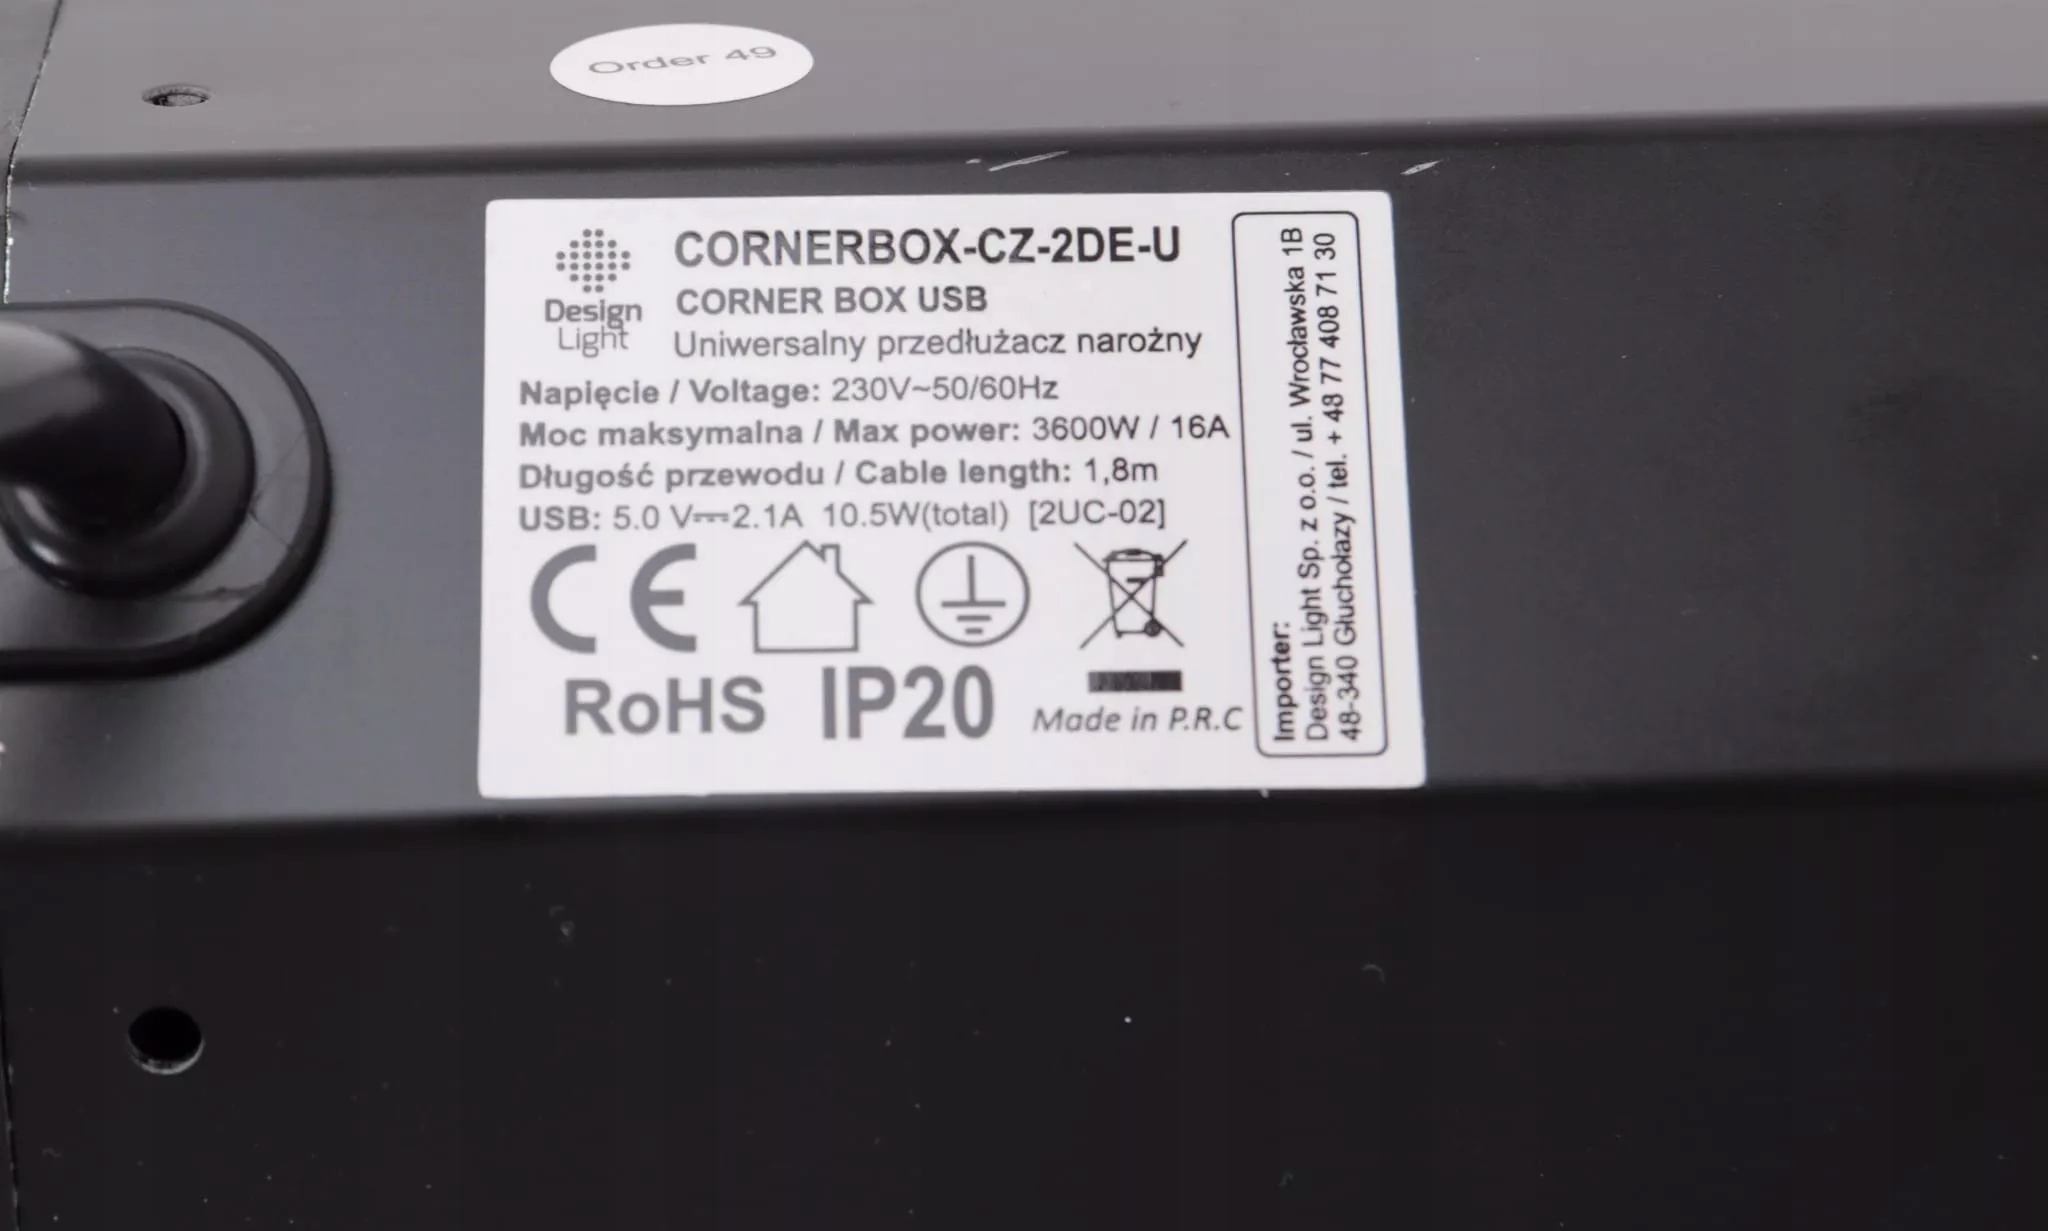 Order 49
Design
Light
CORNERBOX-CZ-2DE-U
CORNER BOX USB
Uniwersalny przedłużacz narożny
Napięcie / Voltage: 230V~50/60Hz
Moc maksymalna / Max power: 3600W / 16A
Długość przewodu / Cable length: 1,8m
USB: 5.0 V⎓2.1A 10.5W(total) [2UC-02]
CE
RoHS IP20 Made in P.R.C
Importer:
Design Light Sp. z o.o. / ul. Wrocławska 1B
48-340 Głuchołazy / tel. + 48 77 408 71 30